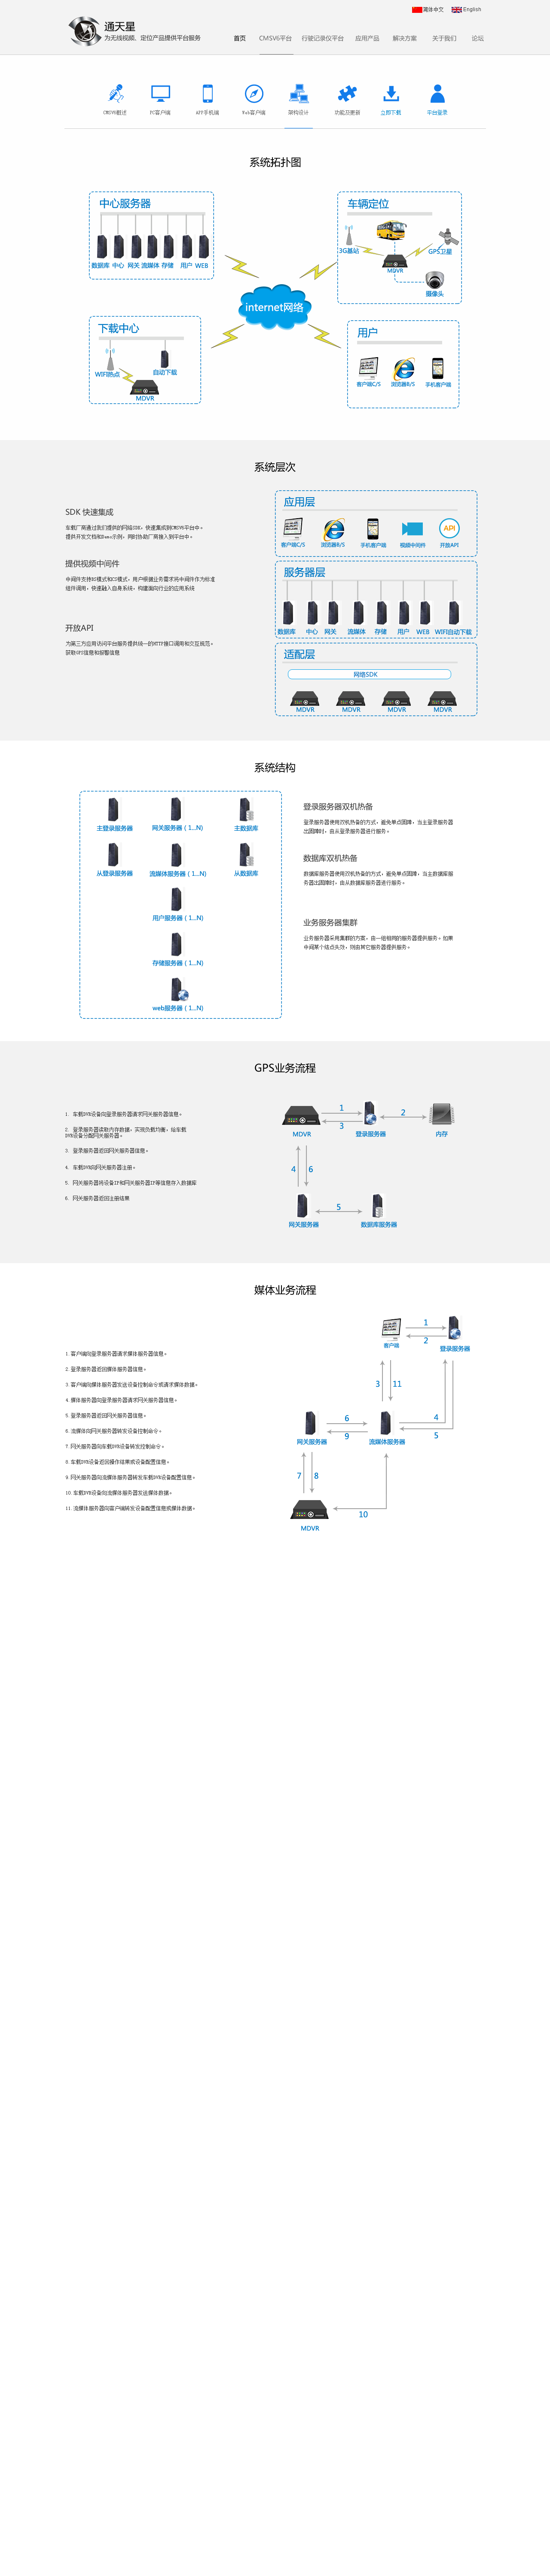 简体中文 English
通天星
为无线视频、定位产品提供平台服务
首页 CMSV6平台 行驶记录仪平台 应用产品 解决方案 关于我们 论坛
CMSV6概述 PC客户端 APP手机端 Web客户端 架构设计 功能总图新 立即下载 平台登录
系统拓扑图
中心服务器
数据库 中心 网关 流媒体 存储 用户 WEB
车辆定位
3G基站 GPS卫星
MDVR
摄像头
internet网络
下载中心
WIFI热点 自动下载
MDVR
用户
客户端C/S 浏览器B/S 手机客户端
系统层次
SDK 快速集成
车载厂商通过我们提供的网络SDK，快速集成到CMSV6平台中。
提供开发文档和Demo示例，同时协助厂商接入到平台中。
提供视频中间件
中间件支持BS模式和CS模式，用户根据业务需求将中间件作为标准
组件调用，快速融入自身系统，构建面向行业的应用系统
开放API
为第三方应用访问平台服务提供统一的HTTP接口调用和交互规范。
获取GPS信息和报警信息
应用层
客户端C/S 浏览器B/S 手机客户端 视频中间件 开放API
API
服务器层
数据库 中心 网关 流媒体 存储 用户 WEB WIFI自动下载
适配层
网络SDK
MDVR MDVR MDVR MDVR
系统结构
主登录服务器 网关服务器（1...N） 主数据库
从登录服务器 流媒体服务器（1...N） 从数据库
用户服务器（1...N）
存储服务器（1...N）
web服务器（1...N）
登录服务器双机热备
登录服务器使用双机热备的方式，避免单点故障，当主登录服务器
出故障时，由从登录服务器进行服务。
数据库双机热备
数据库服务器使用双机热备的方式，避免单点故障，当主数据库服
务器出故障时，由从数据库服务器进行服务。
业务服务器集群
业务服务器采用集群的方案，由一组相同的服务器提供服务。如果
中间某个结点失效，则由其它服务器提供服务。
GPS业务流程
1. 车载DVR设备向登录服务器请求网关服务器信息。
2. 登录服务器读取内存数据，实现负载均衡，给车载
DVR设备分配网关服务器。
3. 登录服务器返回网关服务器信息。
4. 车载DVR向网关服务器注册。
5. 网关服务器将设备IP和网关服务器IP等信息存入数据库
6. 网关服务器返回注册结果
1
3
2
MDVR 登录服务器 内存
4 6
5
网关服务器 数据库服务器
媒体业务流程
1. 客户端向登录服务器请求媒体服务器信息。
2. 登录服务器返回媒体服务器信息。
3. 客户端向媒体服务器发送设备控制命令或请求媒体数据。
4. 媒体服务器向登录服务器请求网关服务器信息。
5. 登录服务器返回网关服务器信息。
6. 流媒体向网关服务器转发设备控制命令。
7. 网关服务器向车载DVR设备转发控制命令。
8. 车载DVR设备返回操作结果或设备配置信息。
9. 网关服务器向流媒体服务器转发车载DVR设备配置信息。
10. 车载DVR设备向流媒体服务器发送媒体数据。
11. 流媒体服务器向客户端转发设备配置信息或媒体数据。
1
2
客户端 登录服务器
3 11
6
9
4
5
网关服务器 流媒体服务器
7 8
10
MDVR